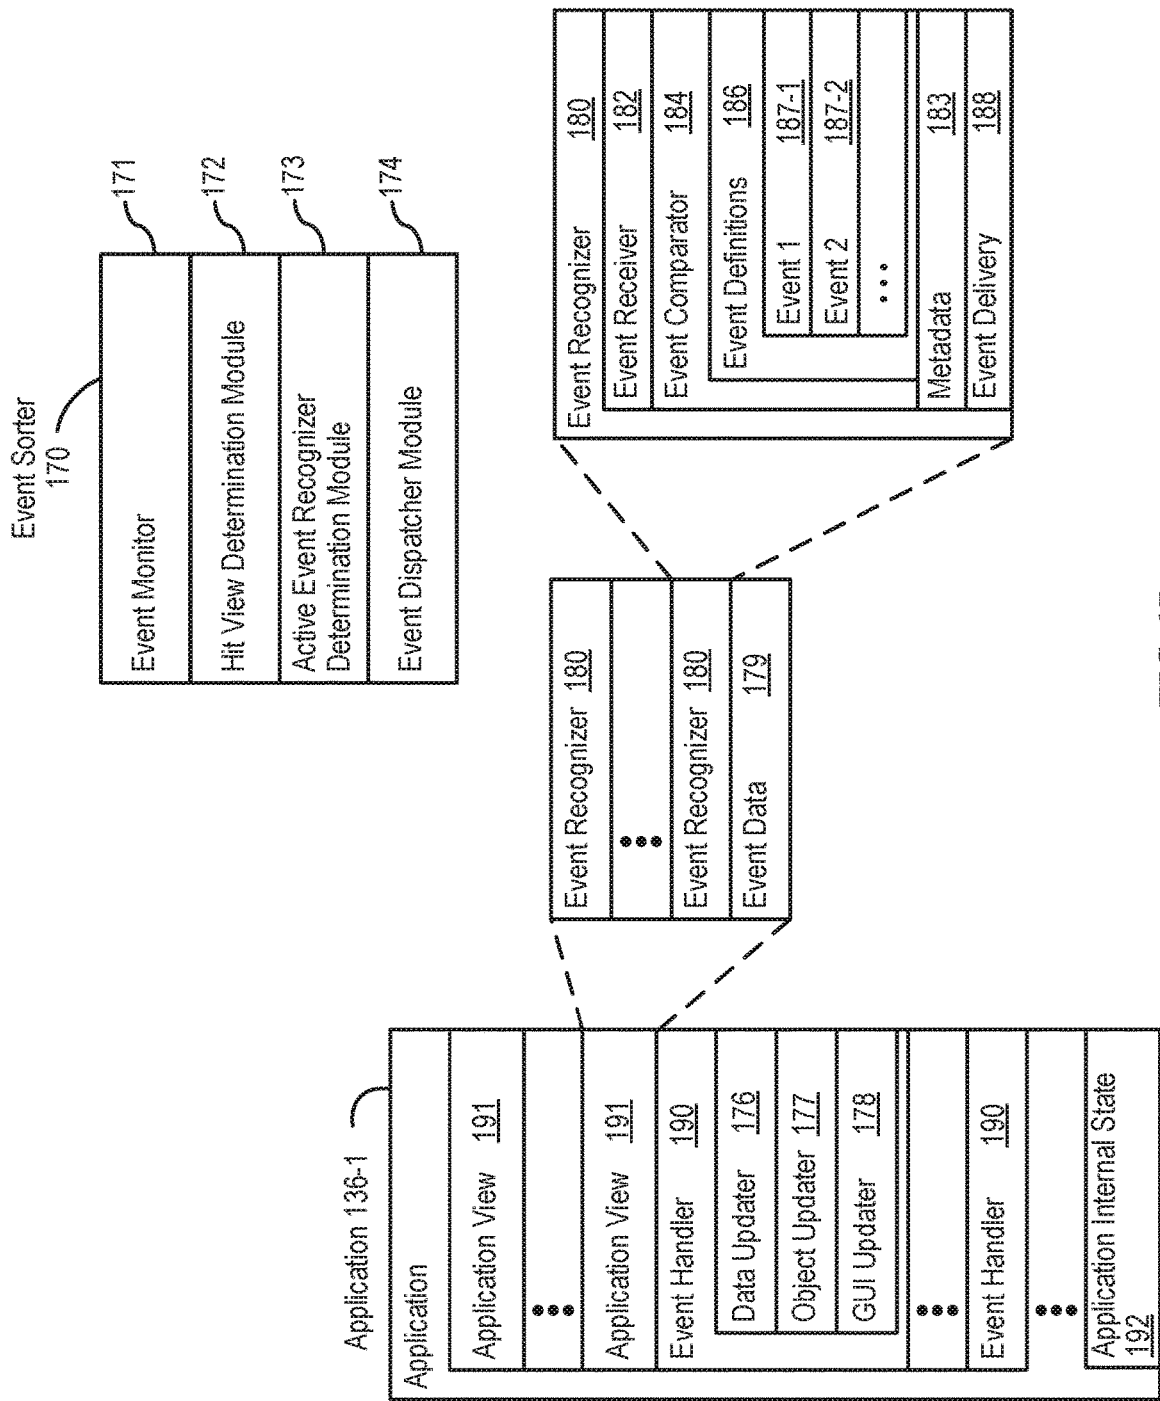 Event Sorter
170
Event Monitor
171
Hit View Determination Module
172
Active Event Recognizer
Determination Module
173
Event Dispatcher Module
174
Application 136-1
Application
Application View 191
•••
Application View 191
Event Handler 190
Data Updater 176
Object Updater 177
GUI Updater 178
•••
Event Handler 190
•••
Application Internal State
192
Event Recognizer 180
•••
Event Recognizer 180
Event Data 179
Event Recognizer 180
Event Receiver 182
Event Comparator 184
Event Definitions 186
Event 1 187-1
Event 2 187-2
•••
Metadata 183
Event Delivery 188